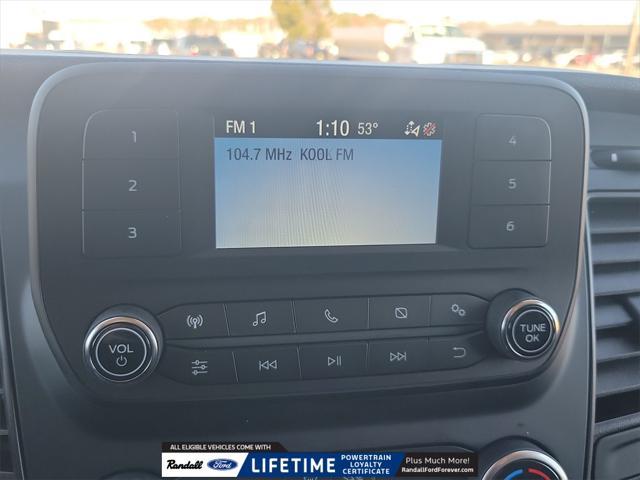 FM 1 1:10 53°
104.7 MHz KOOL FM
1
2
3
4
5
6
VOL
TUNE
OK
ALL ELIGIBLE VEHICLES COME WITH
Randall Ford LIFETIME POWERTRAIN LOYALTY CERTIFICATE
Plus Much More!
RandallFordForever.com